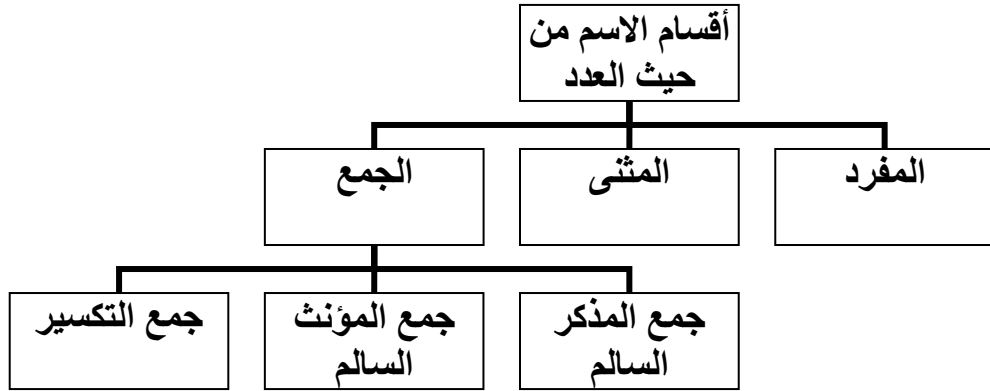 أقسام الاسم من
حيث العدد
المفرد
المثنى
الجمع
جمع المذكر
السالم
جمع المؤنث
السالم
جمع التكسير